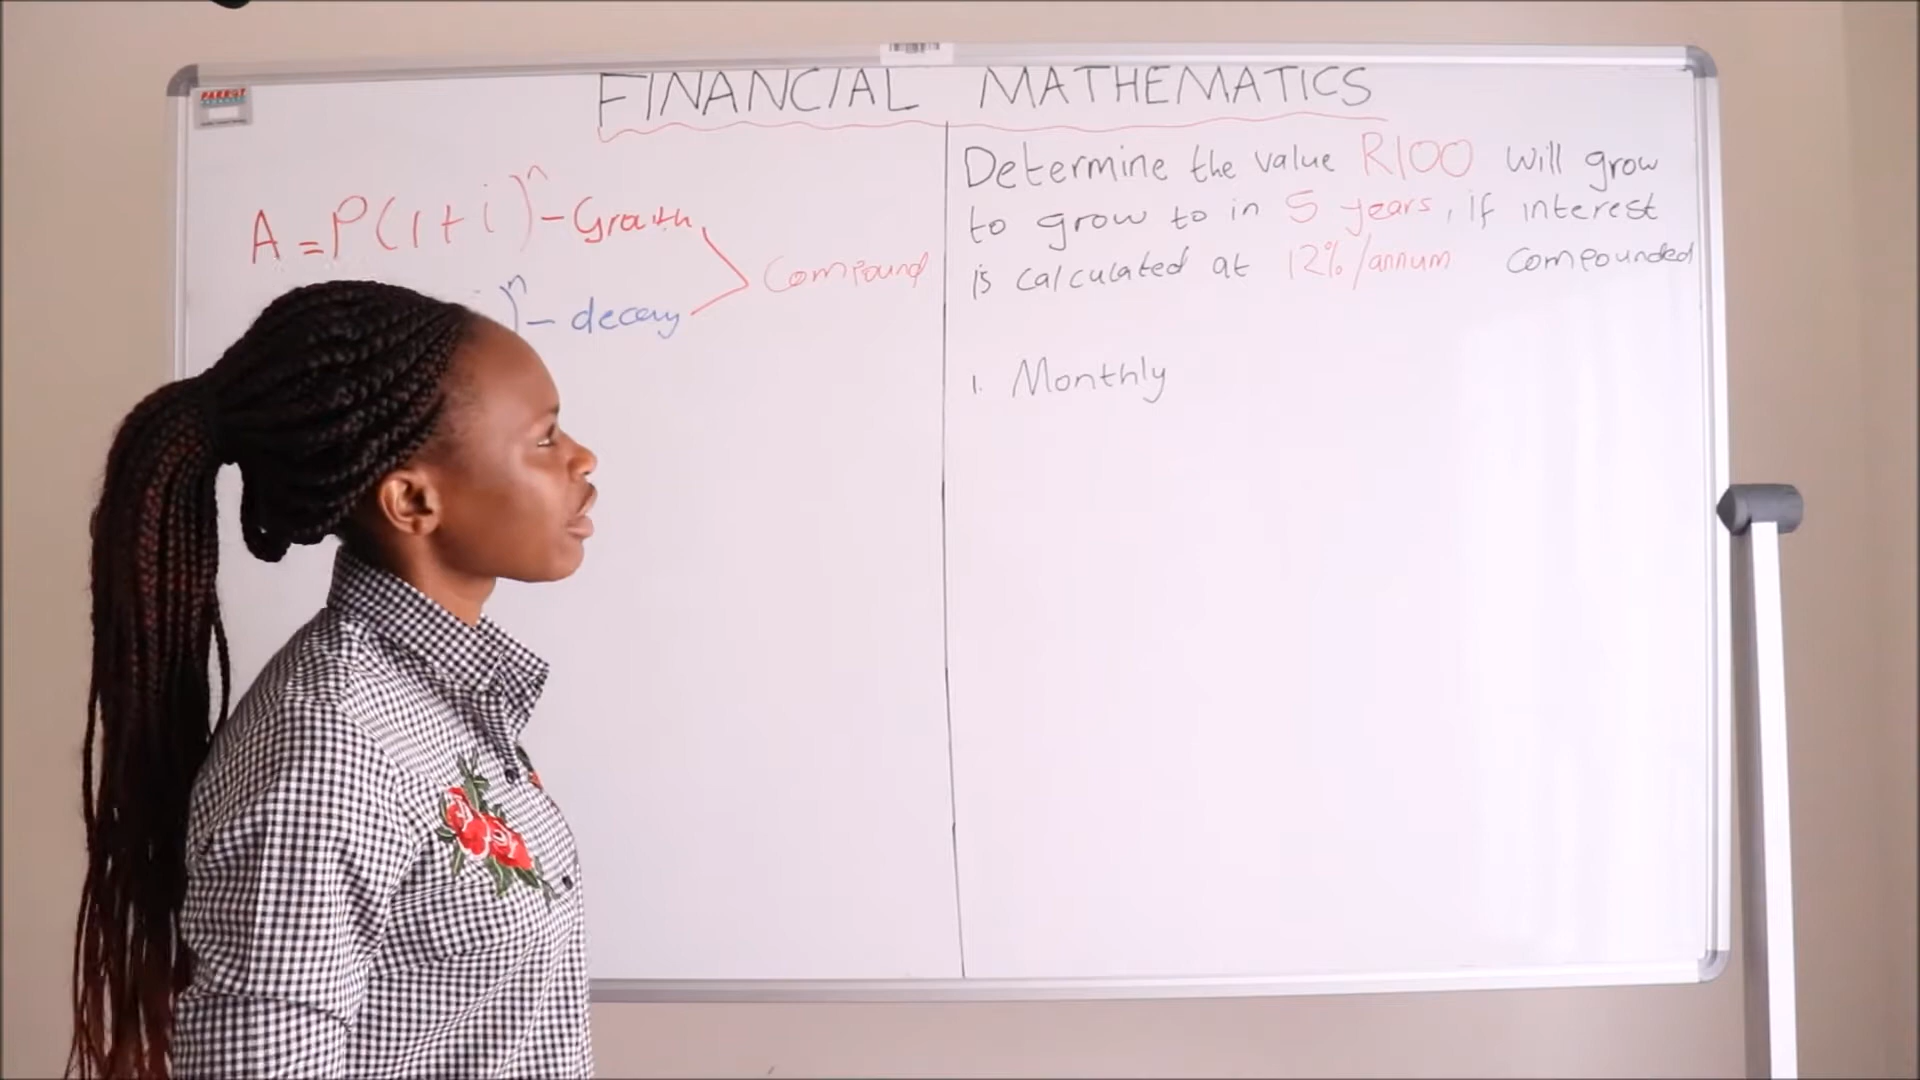 FINANCIAL MATHEMATICS
PARROT
A = P(1 + i)^n - Growth
)^n - decay
Compound
Determine the value R100 will grow
to grow to in 5 years, if interest
is calculated at 12%/annum compounded
1. Monthly